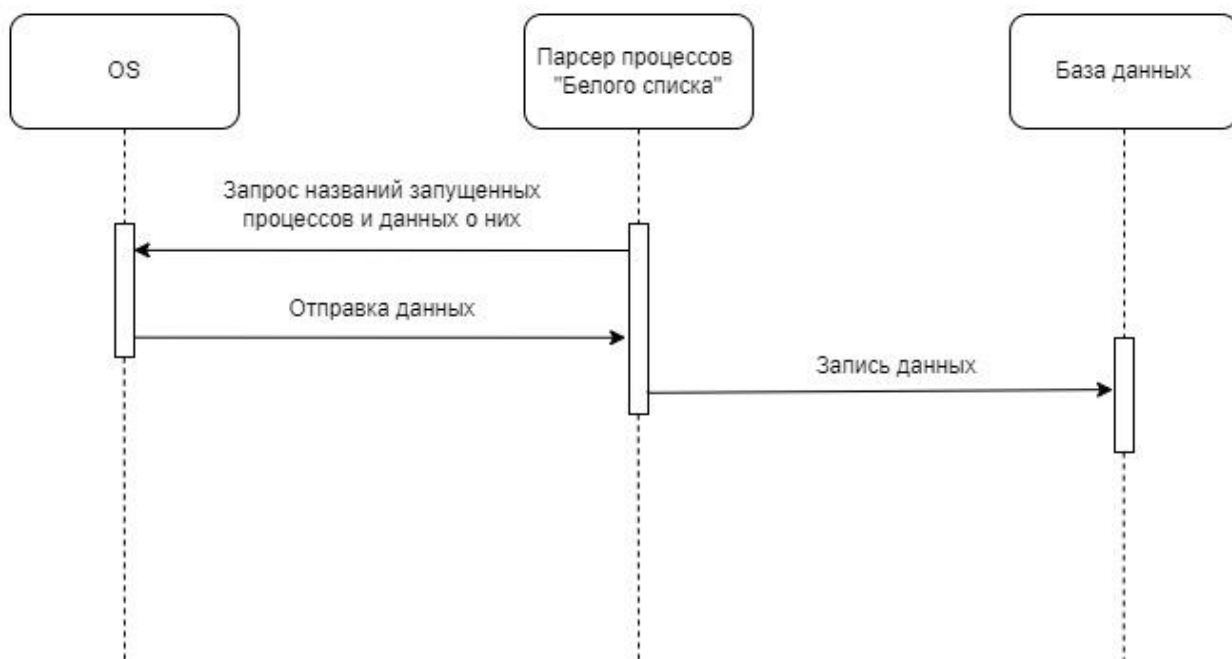 OS
Парсер процессов
"Белого списка"
База данных
Запрос названий запущенных
процессов и данных о них
Отправка данных
Запись данных